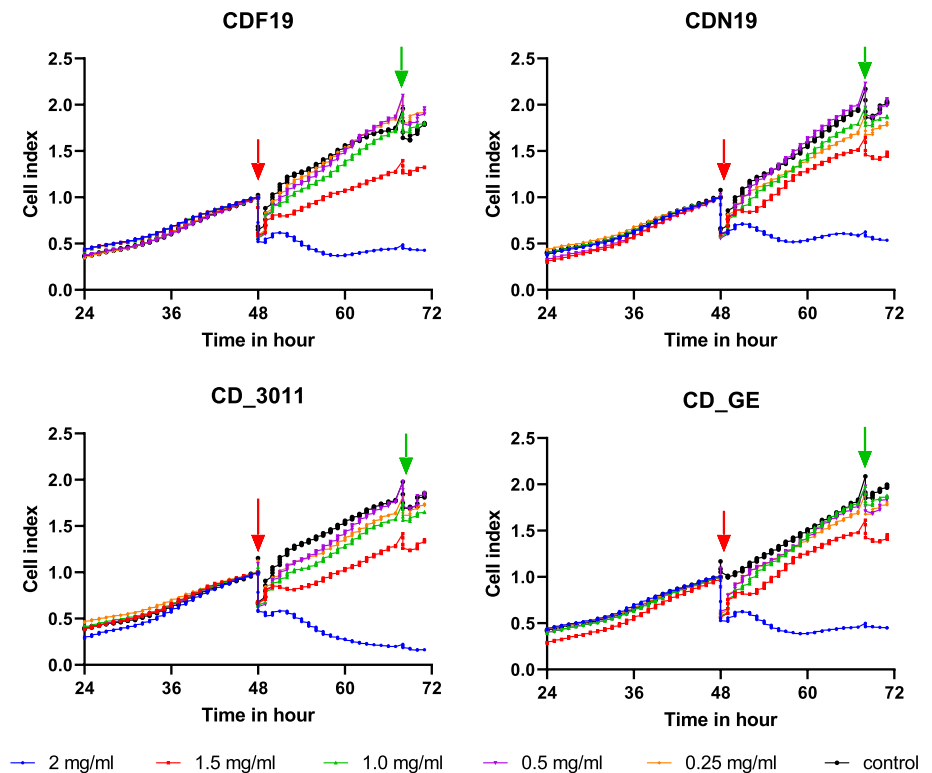 CDF19
CDN19
Cell index
2.5
2.0
1.5
1.0
0.5
0.0
24 36 48 60 72
Time in hour
Cell index
2.5
2.0
1.5
1.0
0.5
0.0
24 36 48 60 72
Time in hour
CD_3011
CD_GE
Cell index
2.5
2.0
1.5
1.0
0.5
0.0
24 36 48 60 72
Time in hour
Cell index
2.5
2.0
1.5
1.0
0.5
0.0
24 36 48 60 72
Time in hour
2 mg/ml 1.5 mg/ml 1.0 mg/ml 0.5 mg/ml 0.25 mg/ml control